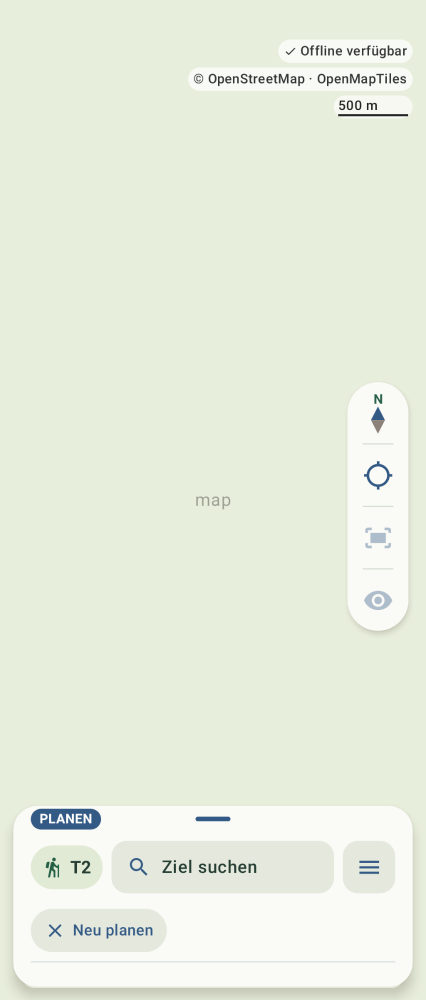 Offline verfügbar
© OpenStreetMap · OpenMapTiles
500 m
N
map
PLANEN
T2
Ziel suchen
Neu planen